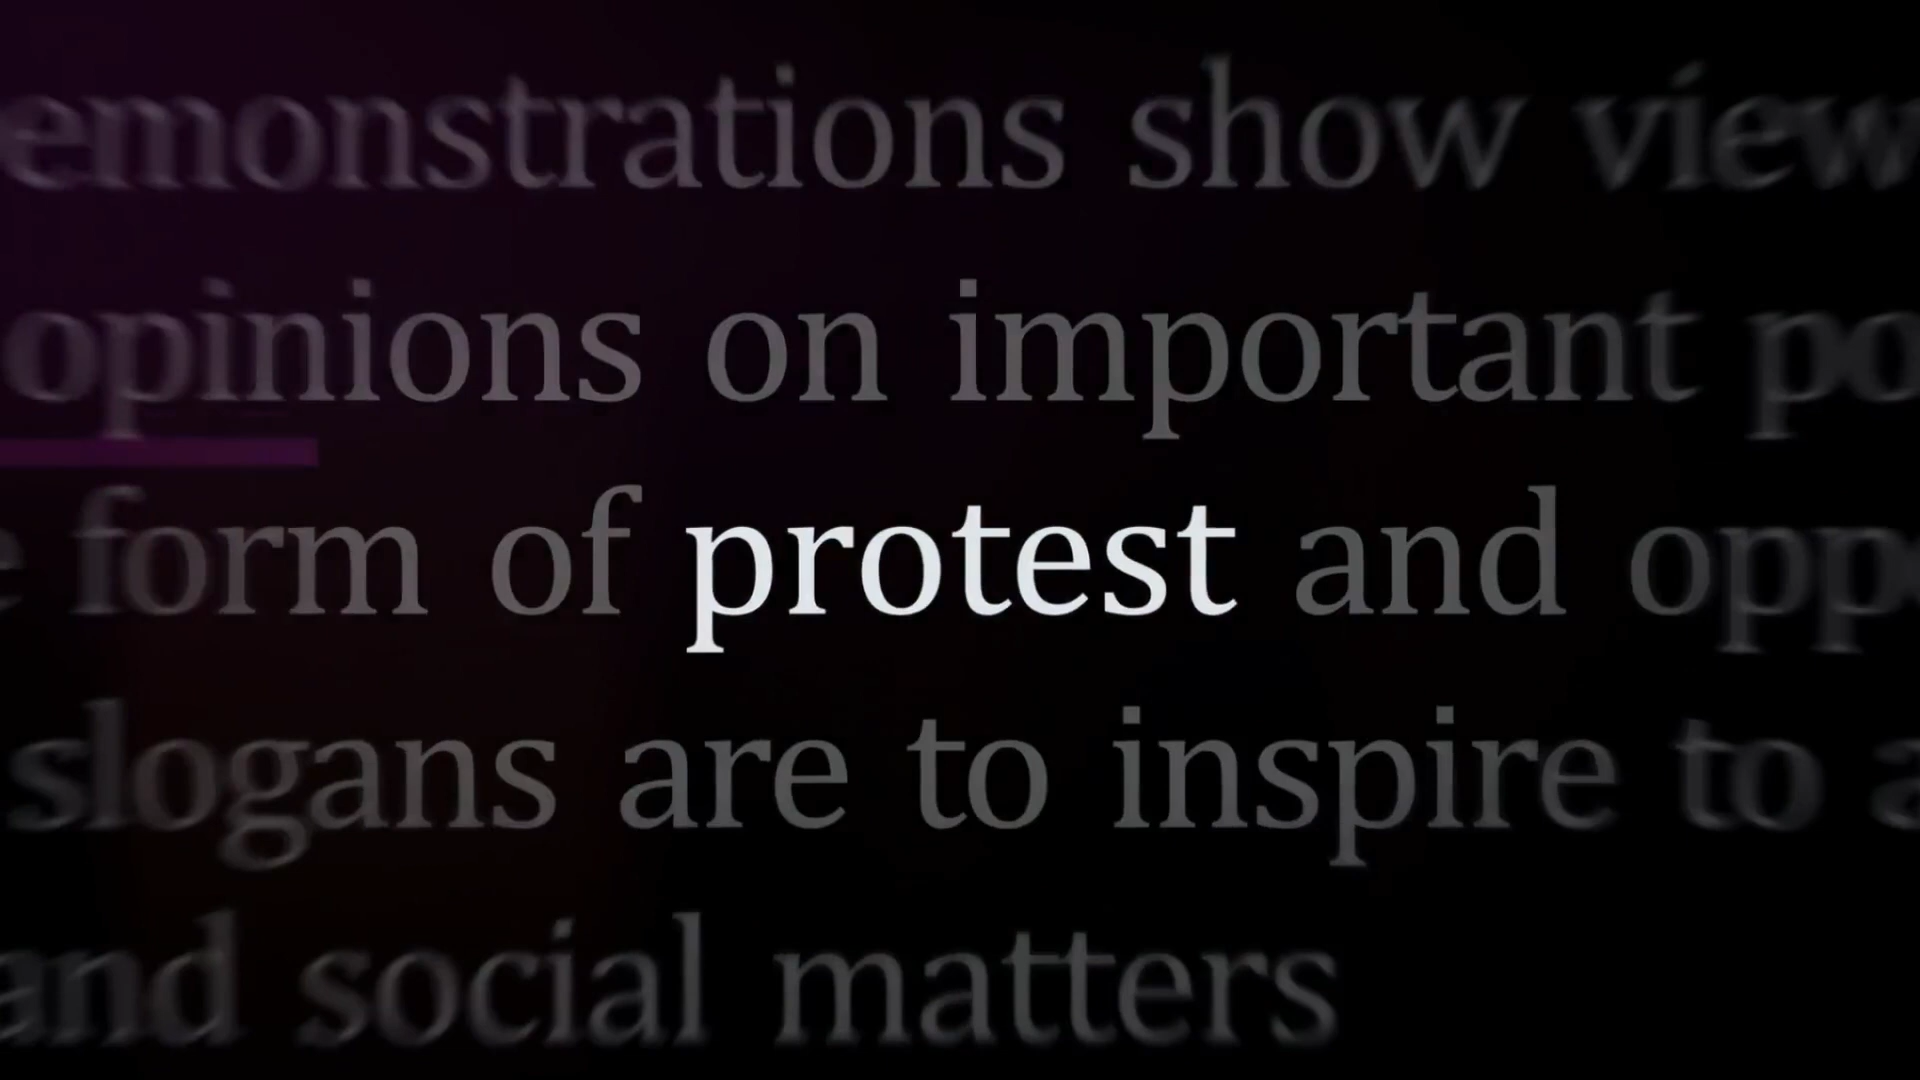 emonstrations show view
opinions on important po
form of protest and oppo
slogans are to inspire to a
and social matters